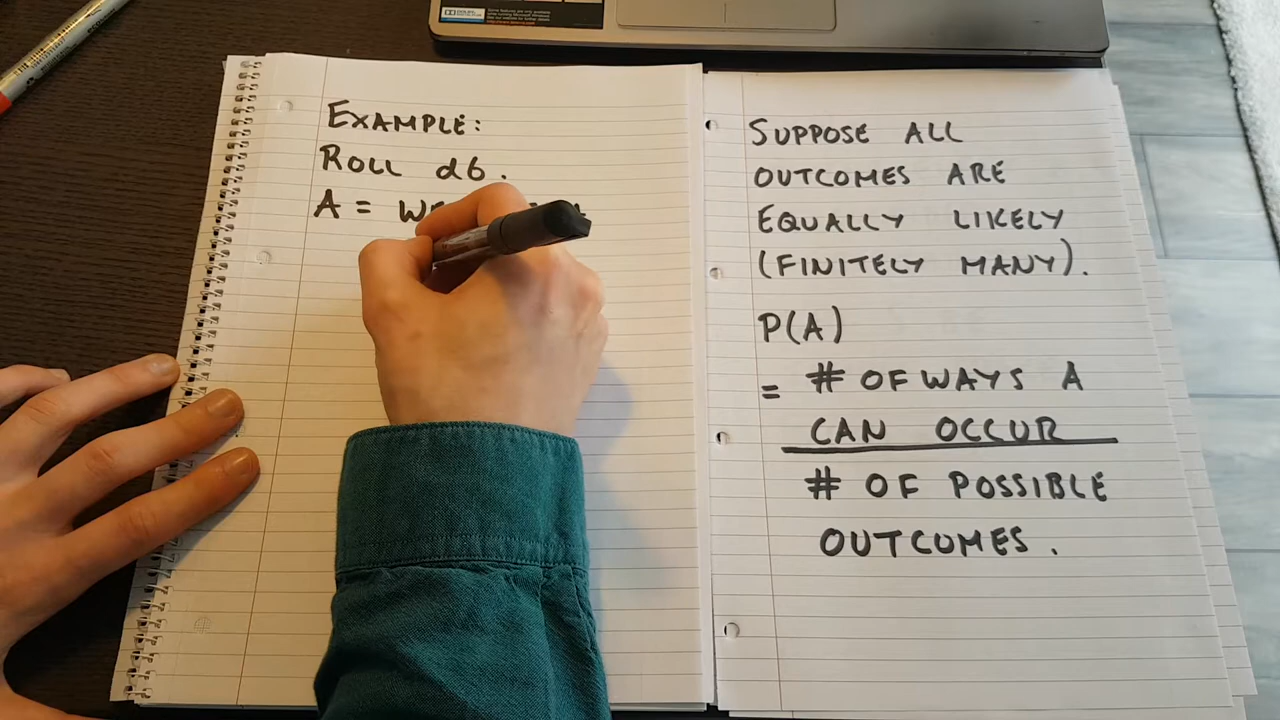 EXAMPLE:
ROLL d6.
A =
SUPPOSE ALL
OUTCOMES ARE
EQUALLY LIKELY
(FINITELY MANY).
P(A)
= # OF WAYS A
CAN OCCUR
# OF POSSIBLE
OUTCOMES.